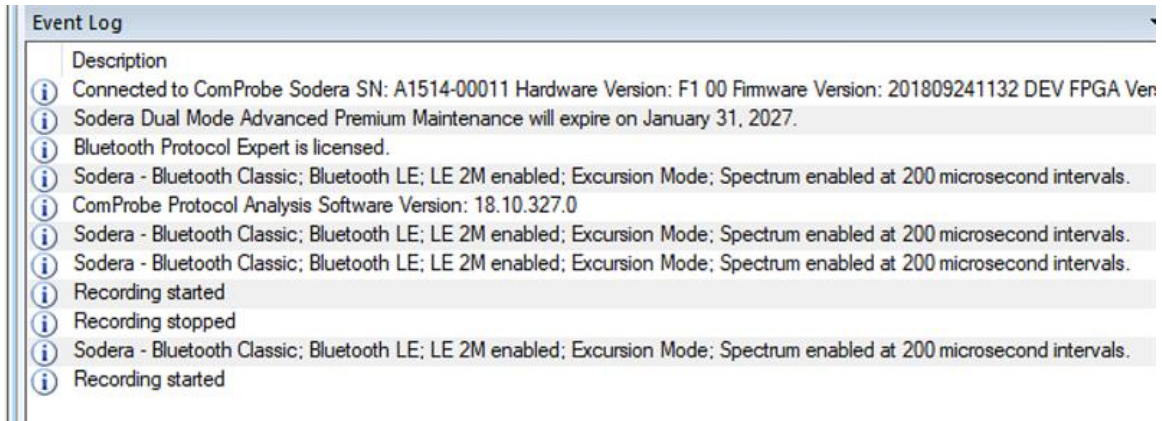 Event Log
Description
Connected to ComProbe Sodera SN: A1514-00011 Hardware Version: F1 00 Firmware Version: 201809241132 DEV FPGA Ver
Sodera Dual Mode Advanced Premium Maintenance will expire on January 31, 2027.
Bluetooth Protocol Expert is licensed.
Sodera - Bluetooth Classic; Bluetooth LE; LE 2M enabled; Excursion Mode; Spectrum enabled at 200 microsecond intervals.
ComProbe Protocol Analysis Software Version: 18.10.327.0
Sodera - Bluetooth Classic; Bluetooth LE; LE 2M enabled; Excursion Mode; Spectrum enabled at 200 microsecond intervals.
Sodera - Bluetooth Classic; Bluetooth LE; LE 2M enabled; Excursion Mode; Spectrum enabled at 200 microsecond intervals.
Recording started
Recording stopped
Sodera - Bluetooth Classic; Bluetooth LE; LE 2M enabled; Excursion Mode; Spectrum enabled at 200 microsecond intervals.
Recording started